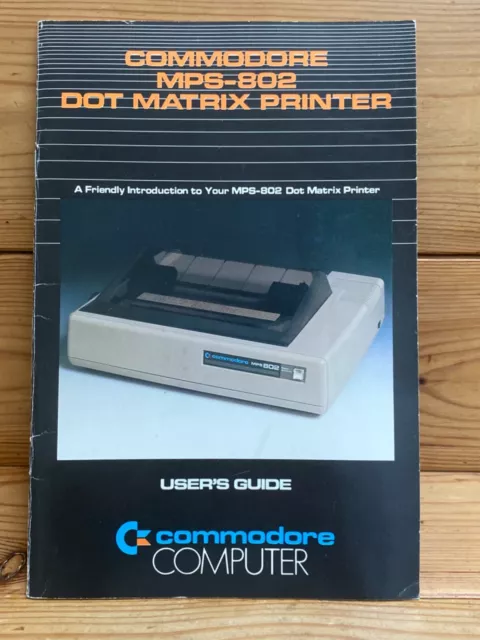 COMMODORE
MPS-802
DOT MATRIX PRINTER
A Friendly Introduction to Your MPS-802 Dot Matrix Printer
commodore MPS 802
USER'S GUIDE
commodore
COMPUTER